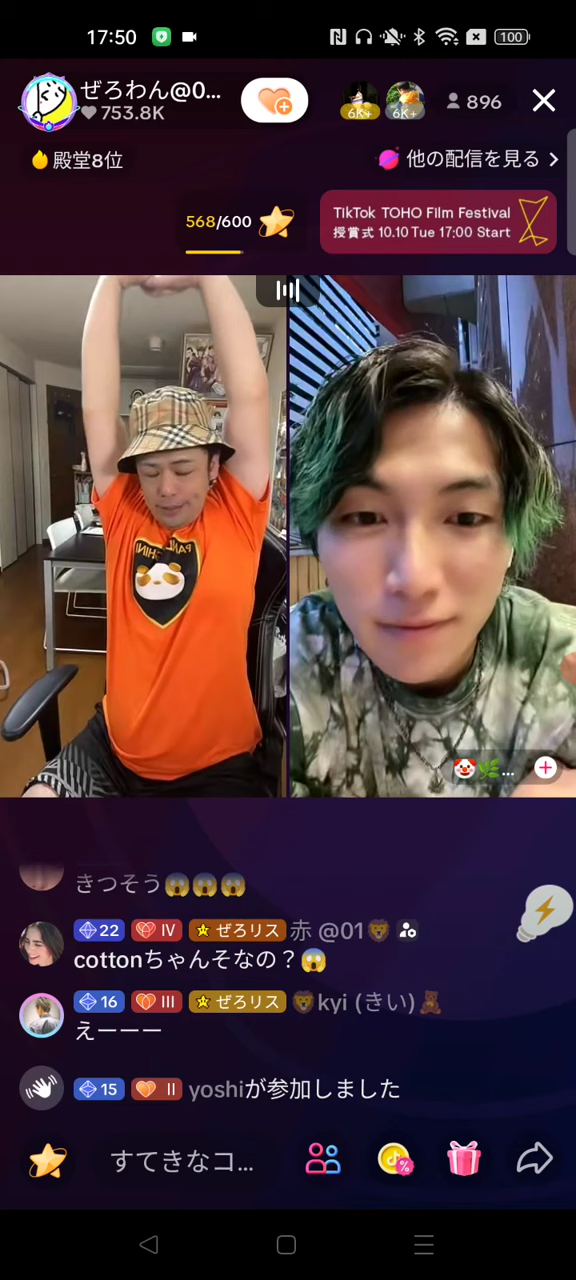 17:50
100
ぜろわん@0...
753.8K
6K+
6K+
896
殿堂8位
他の配信を見る
568/600
TikTok TOHO Film Festival
授賞式 10.10 Tue 17:00 Start
きつそう😱😱😱
22 IV ぜろリス 赤 @01🦁
cottonちゃんそなの？😱
16 III ぜろリス 🦁kyi (きい)🧸
えーーー
15 II yoshiが参加しました
すてきなコ...